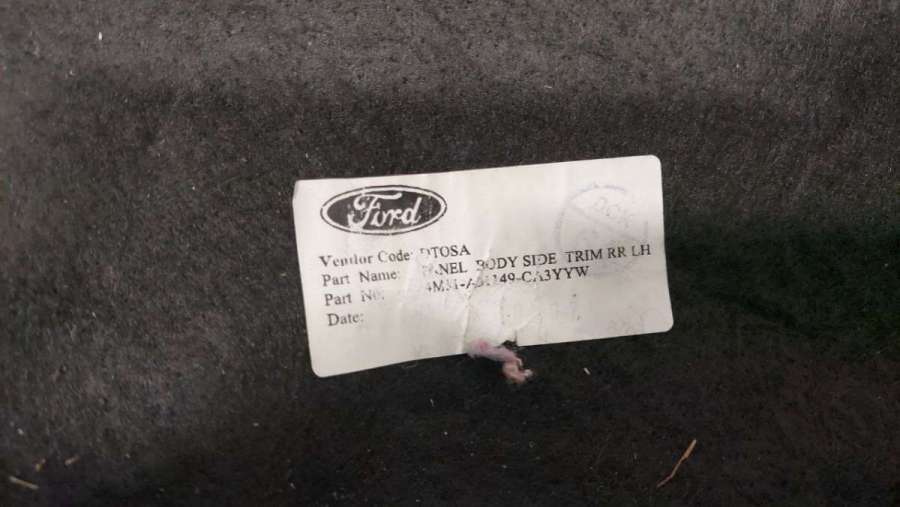 Ford
Vendor Code: DTOSA
Part Name: PANEL BODY SIDE TRIM RR LH
Part No:
Date: